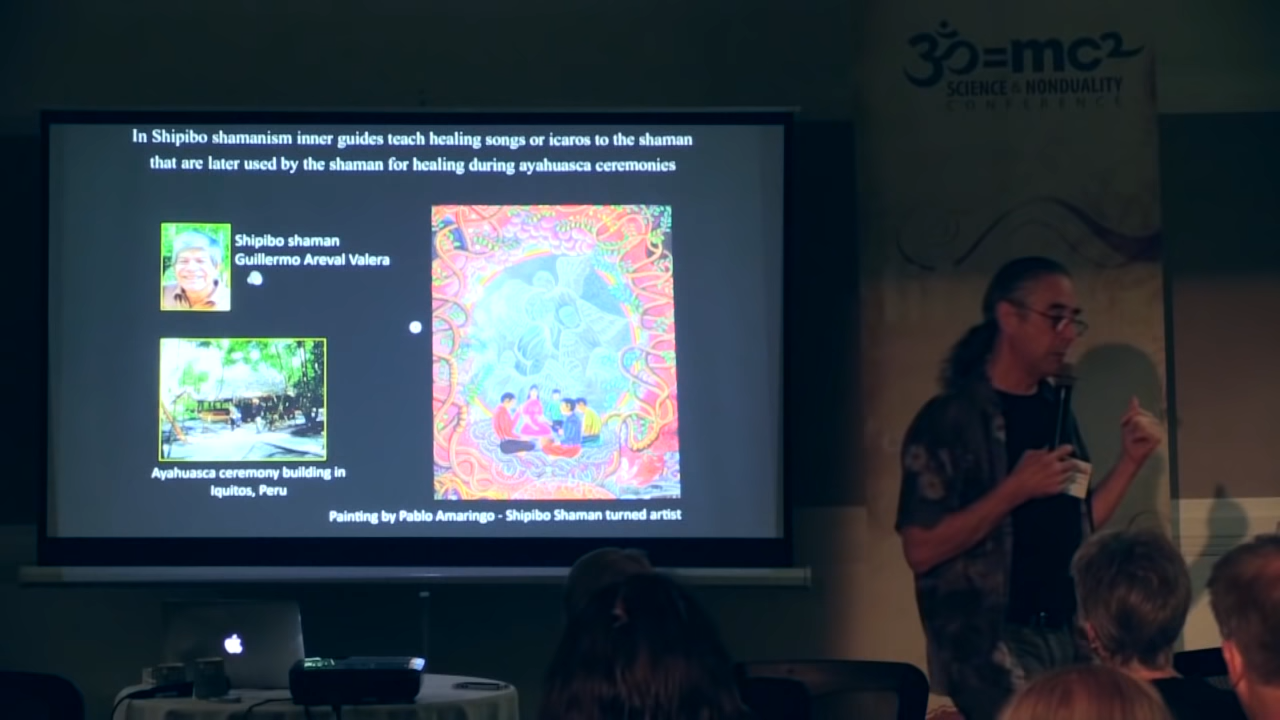 In Shipibo shamanism inner guides teach healing songs or icaros to the shaman
that are later used by the shaman for healing during ayahuasca ceremonies
Shipibo shaman
Guillermo Areval Valera
Ayahuasca ceremony building in
Iquitos, Peru
Painting by Pablo Amaringo - Shipibo Shaman turned artist
ॐ=mc²
SCIENCE & NONDUALITY
CONFERENCE